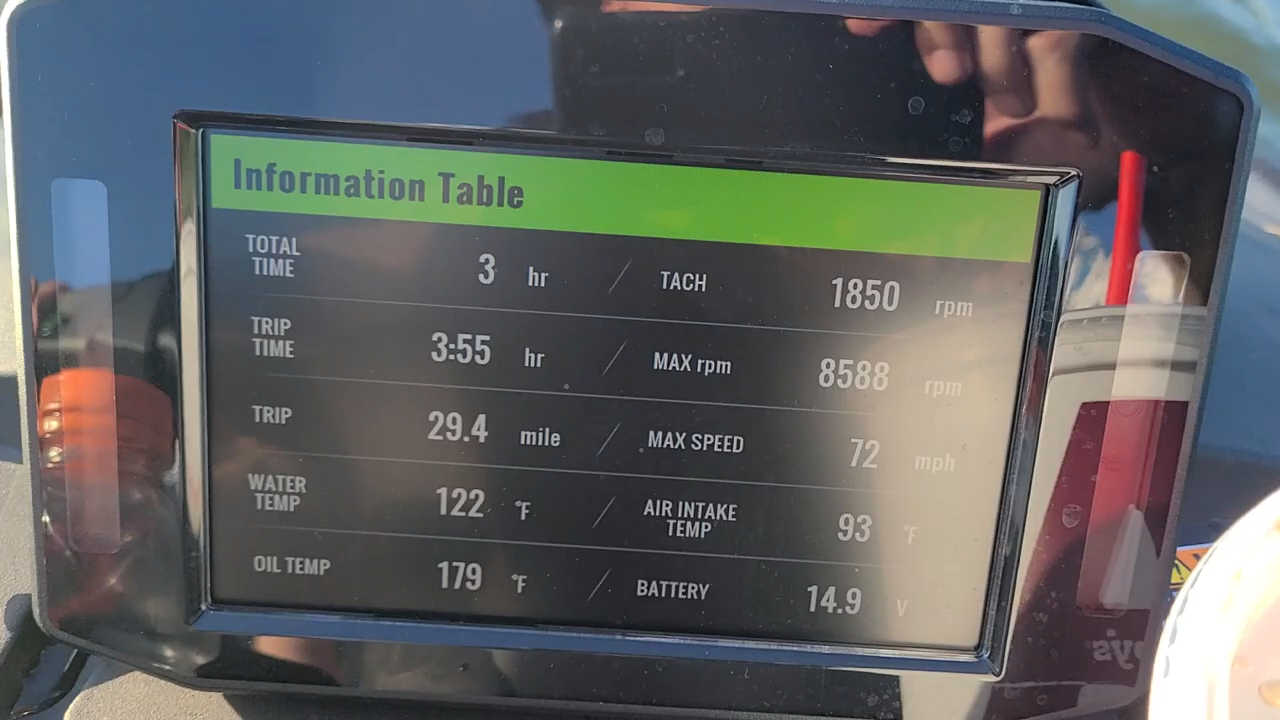 Information Table
TOTAL TIME 3 hr / TACH 1850 rpm
TRIP TIME 3:55 hr / MAX rpm 8588 rpm
TRIP 29.4 mile / MAX SPEED 72 mph
WATER TEMP 122 °F / AIR INTAKE TEMP 93 °F
OIL TEMP 179 °F / BATTERY 14.9 V